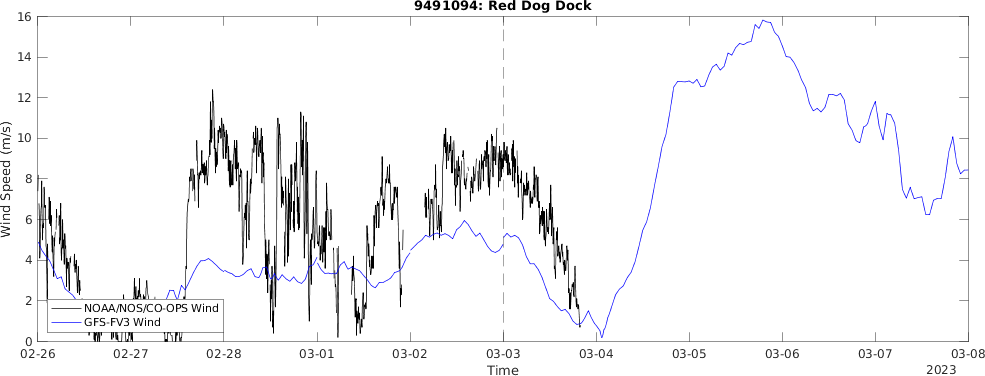 9491094: Red Dog Dock
Wind Speed (m/s)
16
14
12
10
8
6
4
2
0
NOAA/NOS/CO-OPS Wind
GFS-FV3 Wind
02-26 02-27 02-28 03-01 03-02 03-03 03-04 03-05 03-06 03-07 03-08
Time
2023